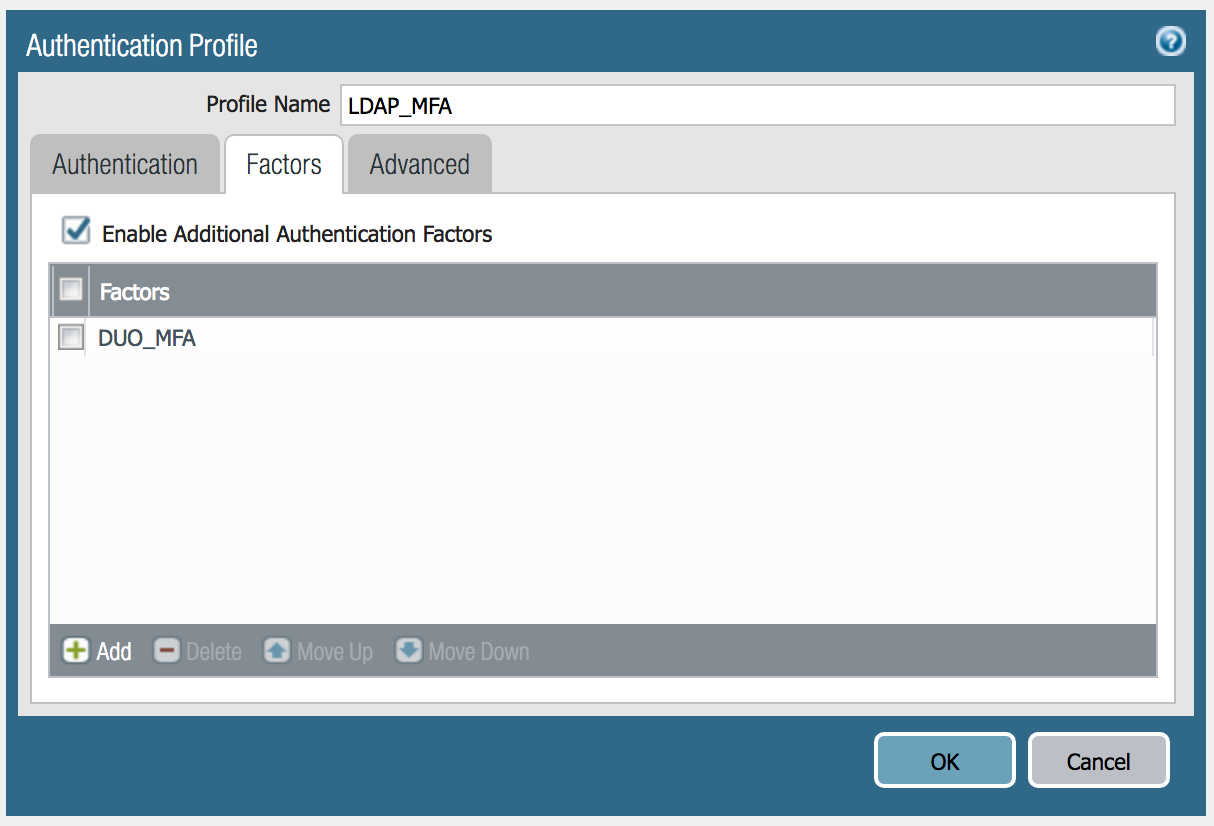 Authentication Profile
Profile Name LDAP_MFA
Authentication Factors Advanced
Enable Additional Authentication Factors
Factors
DUO_MFA
Add Delete Move Up Move Down
OK Cancel